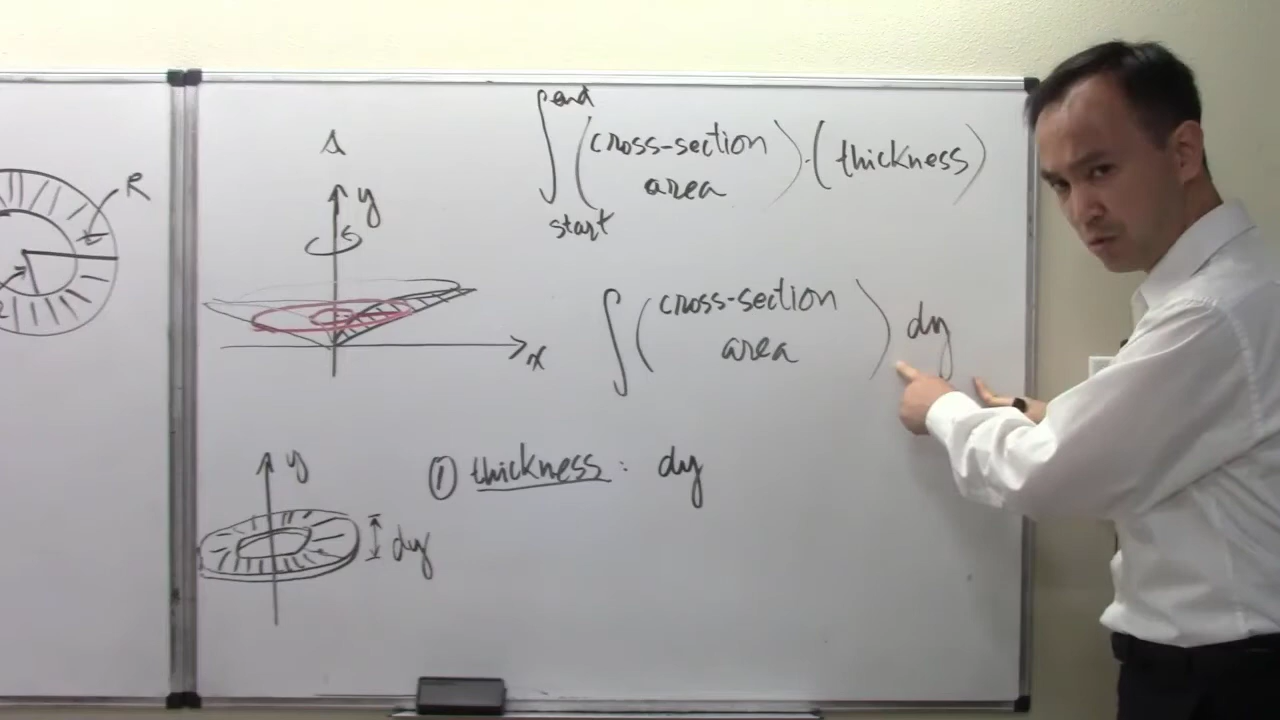 R
y
x
end
∫ (cross-section area) · (thickness)
start
∫ (cross-section area) dy
① thickness : dy
y
dy